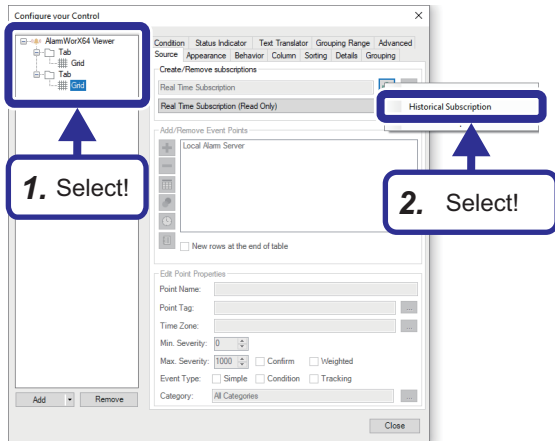 Configure your Control
AlarmWorX64 Viewer
Tab
Grid
Tab
Grid
1. Select!
Add
Remove
Condition Status Indicator Text Translator Grouping Range Advanced
Source Appearance Behavior Column Sorting Details Grouping
Create/Remove subscriptions
Real Time Subscription
Real Time Subscription (Read Only)
Historical Subscription
2. Select!
Add/Remove Event Points
Local Alarm Server
New rows at the end of table
Edit Point Properties
Point Name:
Point Tag: ...
Time Zone: ...
Min. Severity: 0
Max. Severity: 1000 Confirm Weighted
Event Type: Simple Condition Tracking
Category: All Categories ...
Close